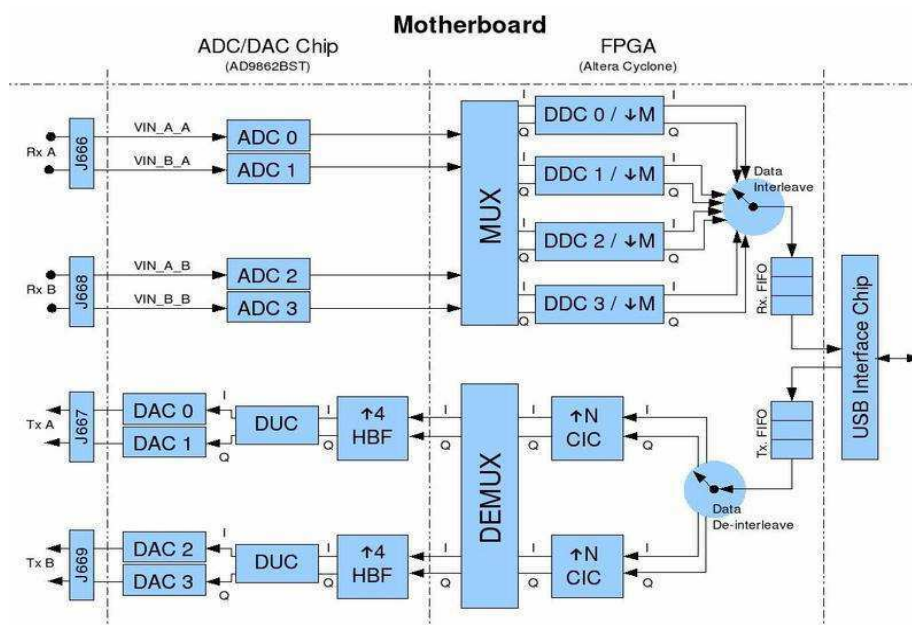 Motherboard
ADC/DAC Chip
(AD9862BST)
FPGA
(Altera Cyclone)
Rx A
J666
VIN_A_A
VIN_B_A
ADC 0
ADC 1
Rx B
J668
VIN_A_B
VIN_B_B
ADC 2
ADC 3
MUX
I
Q
DDC 0 / ↓M
I
Q
I
Q
DDC 1 / ↓M
I
Q
I
Q
DDC 2 / ↓M
I
Q
I
Q
DDC 3 / ↓M
I
Q
Data
Interleave
Rx. FIFO
USB Interface Chip
Tx A
J667
DAC 0
DAC 1
I
Q
DUC
I
Q
↑4
HBF
I
Q
DEMUX
I
Q
↑N
CIC
I
Q
Tx. FIFO
Data
De-interleave
Tx B
J669
DAC 2
DAC 3
I
Q
DUC
I
Q
↑4
HBF
I
Q
I
Q
↑N
CIC
I
Q